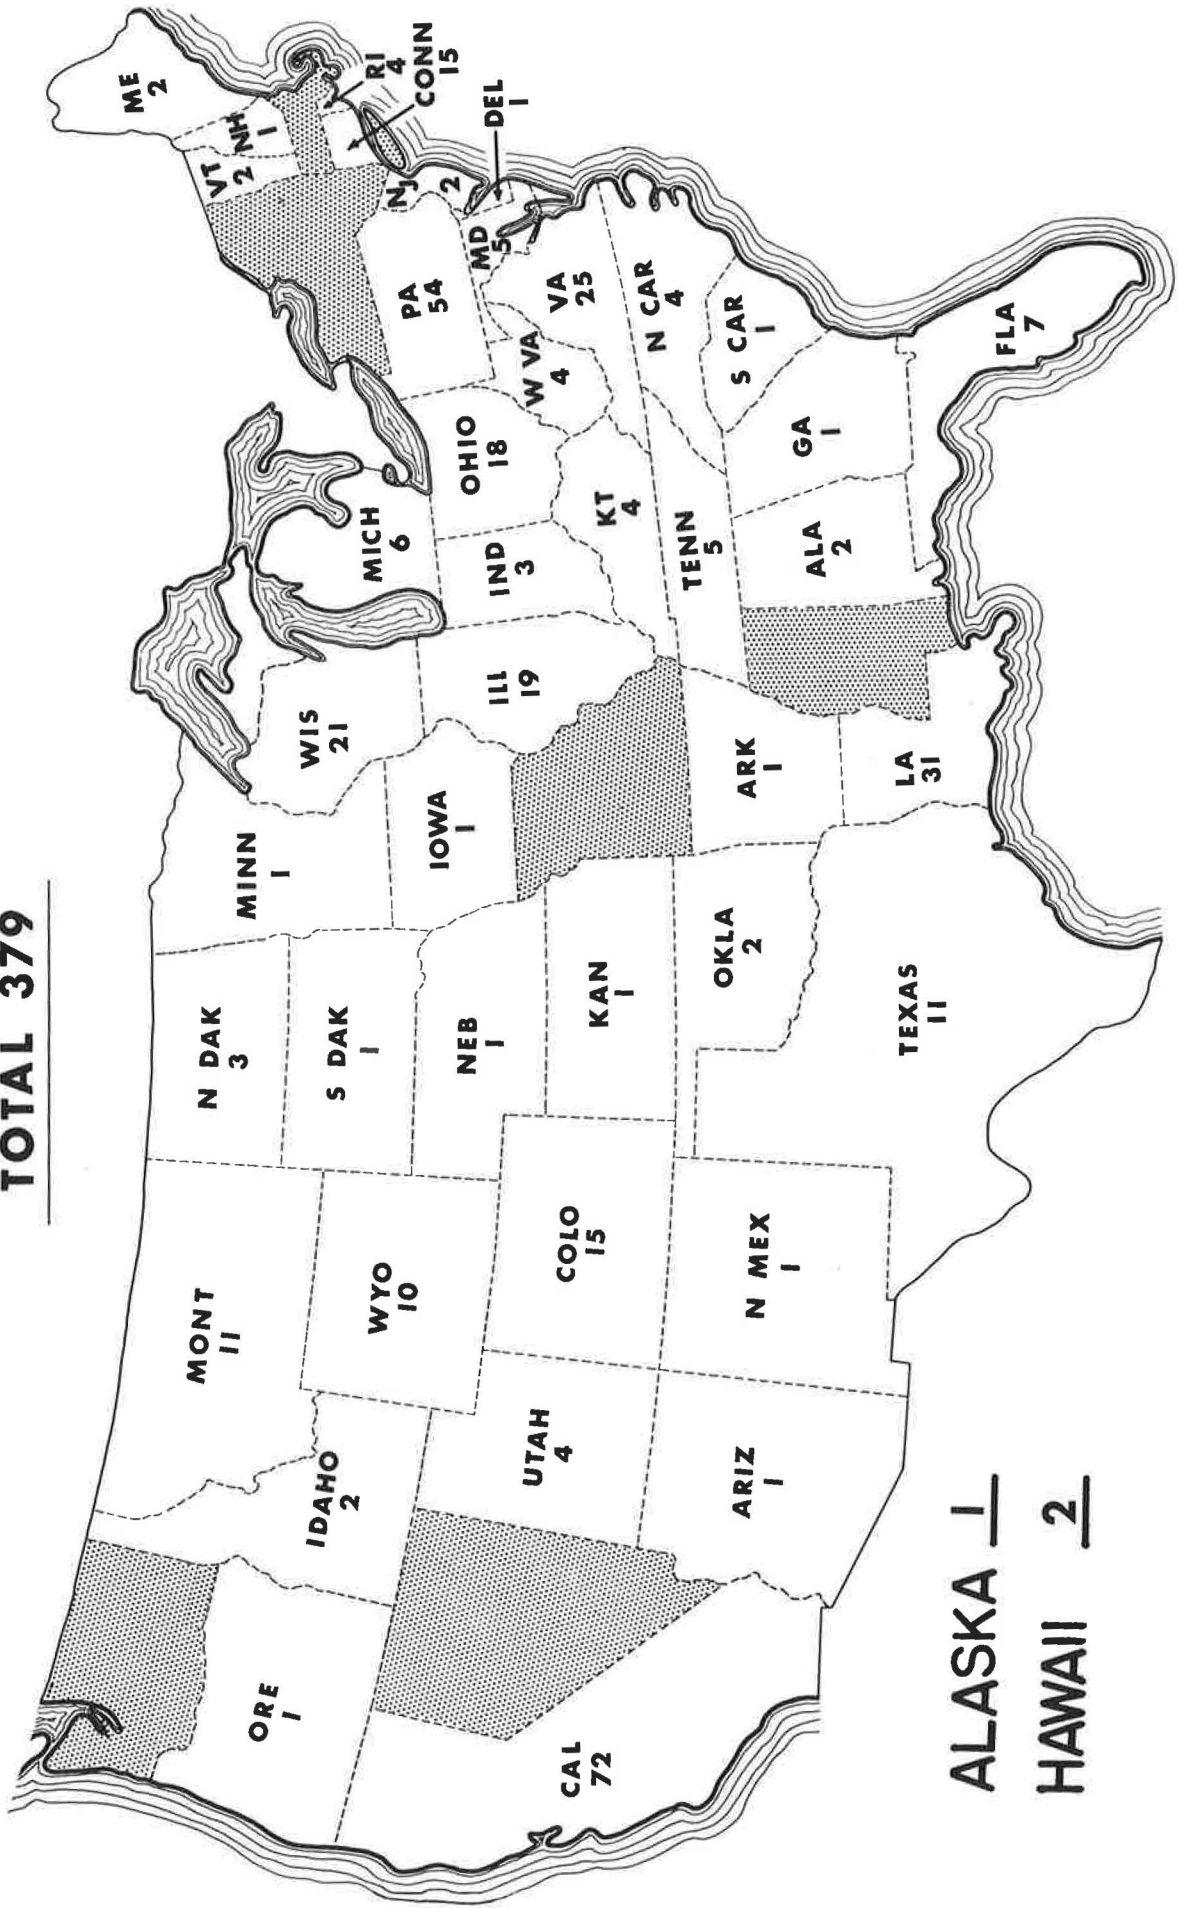 TOTAL 379
ME
2
VT
2
NH
1
RI
4
CONN
15
NJ
2
DEL
1
MD
5
PA
54
VA
25
W VA
4
N CAR
4
S CAR
1
GA
1
FLA
7
OHIO
18
MICH
6
IND
3
KT
4
TENN
5
ALA
2
ILL
19
WIS
21
MINN
1
IOWA
1
ARK
1
LA
31
N DAK
3
S DAK
1
NEB
1
KAN
1
OKLA
2
TEXAS
11
MONT
11
WYO
10
COLO
15
N MEX
1
IDAHO
2
UTAH
4
ARIZ
1
ORE
1
CAL
72
ALASKA 1
HAWAII 2